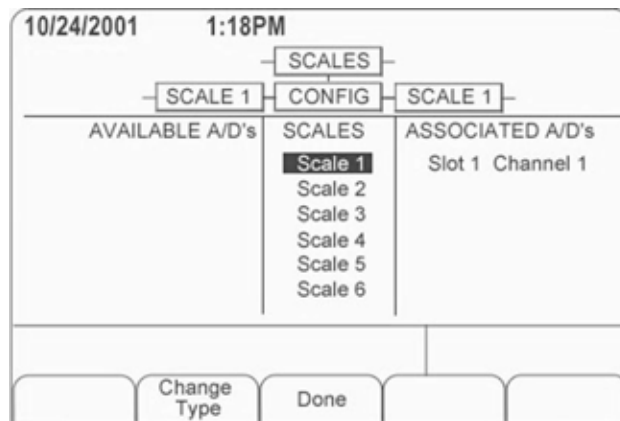 10/24/2001 1:18PM
SCALES
SCALE 1 CONFIG SCALE 1
AVAILABLE A/D's SCALES ASSOCIATED A/D's
Scale 1 Slot 1 Channel 1
Scale 2
Scale 3
Scale 4
Scale 5
Scale 6
Change
Type
Done